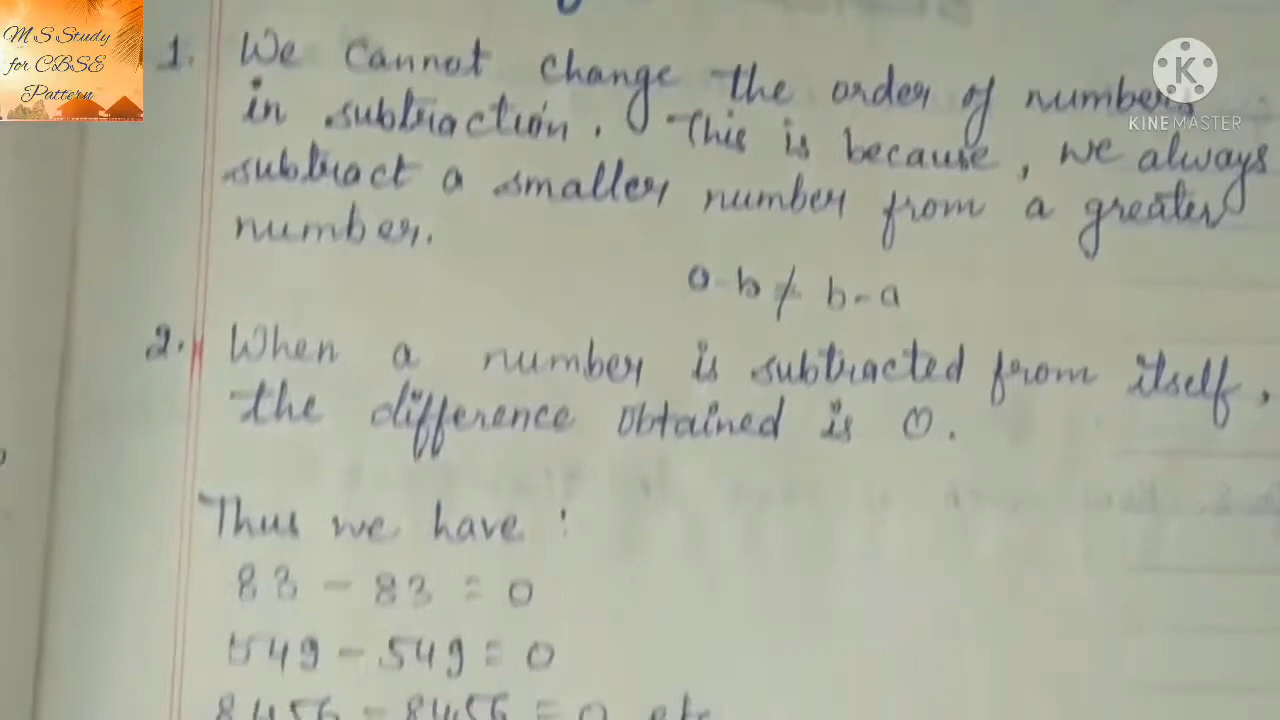 M S Study
for CBSE
Pattern
KINEMASTER
1. We cannot change the order of numbers
in subtraction. This is because, we always
subtract a smaller number from a greater
number.
a-b ≠ b-a
2. When a number is subtracted from itself,
the difference obtained is 0.
Thus we have :
83 - 83 = 0
549 - 549 = 0
8456 - 8456 = 0 etc